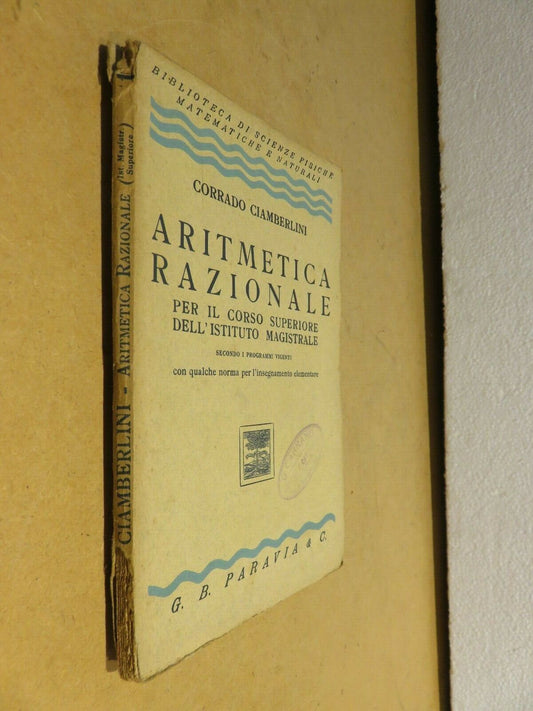 BIBLIOTECA DI SCIENZE FISICHE
MATEMATICHE E NATURALI
CORRADO CIAMBERLINI
ARITMETICA
RAZIONALE
PER IL CORSO SUPERIORE
DELL'ISTITUTO MAGISTRALE
SECONDO I PROGRAMMI VIGENTI
con qualche norma per l'insegnamento elementare
G. B. PARAVIA & C.
CIAMBERLINI - ARITMETICA RAZIONALE (Ist. Magistr.
Superiore)